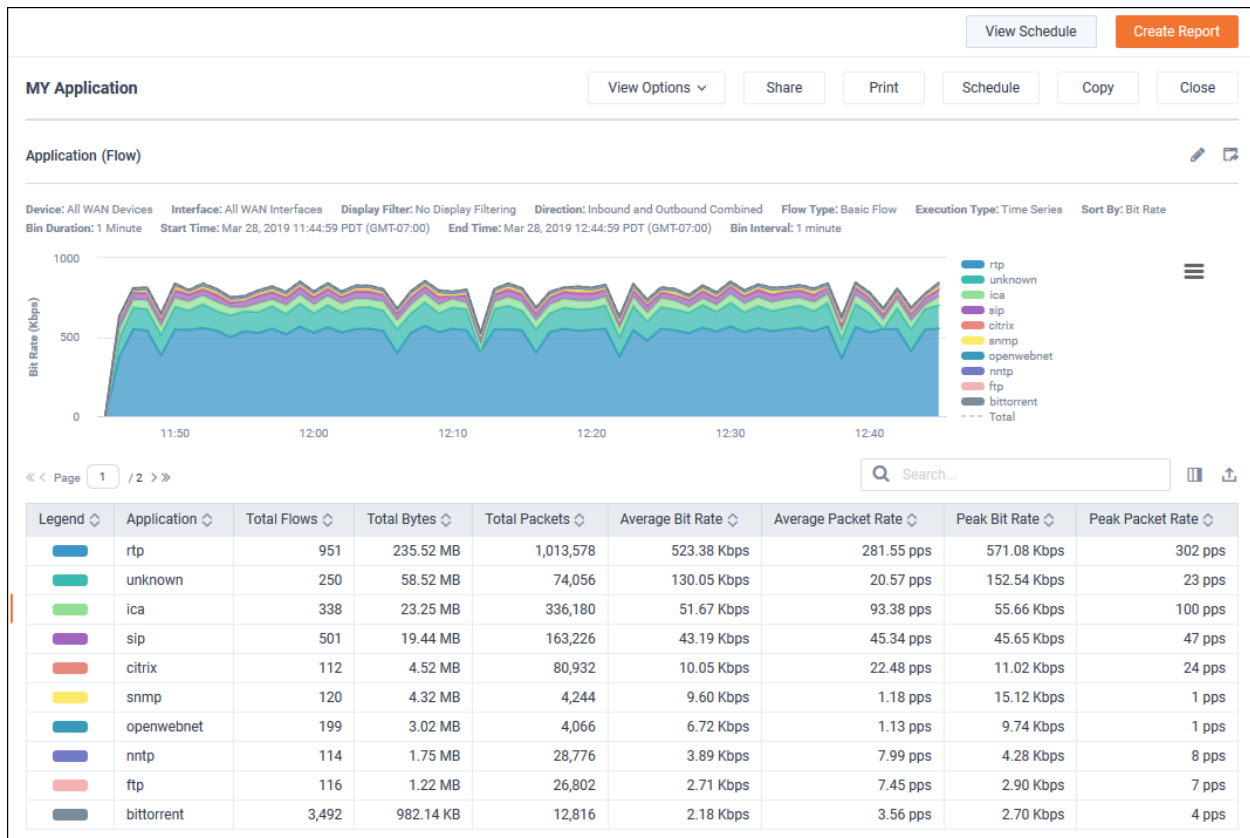 View Schedule Create Report
MY Application View Options Share Print Schedule Copy Close
Application (Flow)
Device: All WAN Devices Interface: All WAN Interfaces Display Filter: No Display Filtering Direction: Inbound and Outbound Combined Flow Type: Basic Flow Execution Type: Time Series Sort By: Bit Rate
Bin Duration: 1 Minute Start Time: Mar 28, 2019 11:44:59 PDT (GMT-07:00) End Time: Mar 28, 2019 12:44:59 PDT (GMT-07:00) Bin Interval: 1 minute
Bit Rate (Kbps)
1000
500
0
11:50 12:00 12:10 12:20 12:30 12:40
rtp
unknown
ica
sip
citrix
snmp
openwebnet
nntp
ftp
bittorrent
Total
Page 1 / 2 Search...
Legend Application Total Flows Total Bytes Total Packets Average Bit Rate Average Packet Rate Peak Bit Rate Peak Packet Rate
rtp 951 235.52 MB 1,013,578 523.38 Kbps 281.55 pps 571.08 Kbps 302 pps
unknown 250 58.52 MB 74,056 130.05 Kbps 20.57 pps 152.54 Kbps 23 pps
ica 338 23.25 MB 336,180 51.67 Kbps 93.38 pps 55.66 Kbps 100 pps
sip 501 19.44 MB 163,226 43.19 Kbps 45.34 pps 45.65 Kbps 47 pps
citrix 112 4.52 MB 80,932 10.05 Kbps 22.48 pps 11.02 Kbps 24 pps
snmp 120 4.32 MB 4,244 9.60 Kbps 1.18 pps 15.12 Kbps 1 pps
openwebnet 199 3.02 MB 4,066 6.72 Kbps 1.13 pps 9.74 Kbps 1 pps
nntp 114 1.75 MB 28,776 3.89 Kbps 7.99 pps 4.28 Kbps 8 pps
ftp 116 1.22 MB 26,802 2.71 Kbps 7.45 pps 2.90 Kbps 7 pps
bittorrent 3,492 982.14 KB 12,816 2.18 Kbps 3.56 pps 2.70 Kbps 4 pps